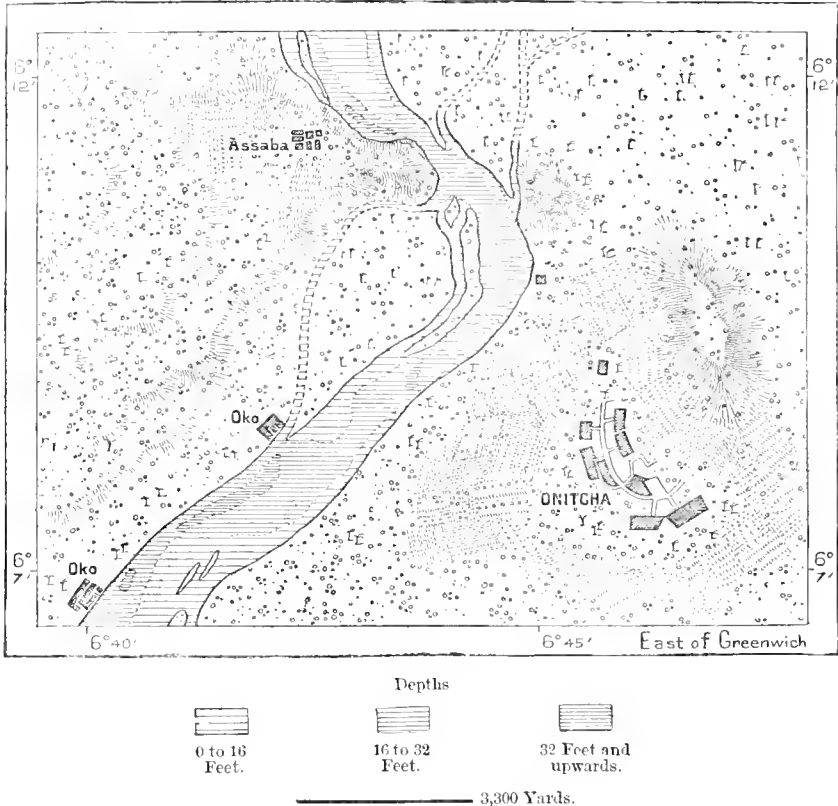 6°
12'
6°
12'
Assaba
Oko
ONITCHA
Oko
6°
7'
6°
7'
6°40'
6°45'
East of Greenwich
Depths
0 to 16
Feet.
16 to 32
Feet.
32 Feet and
upwards.
3,300 Yards.